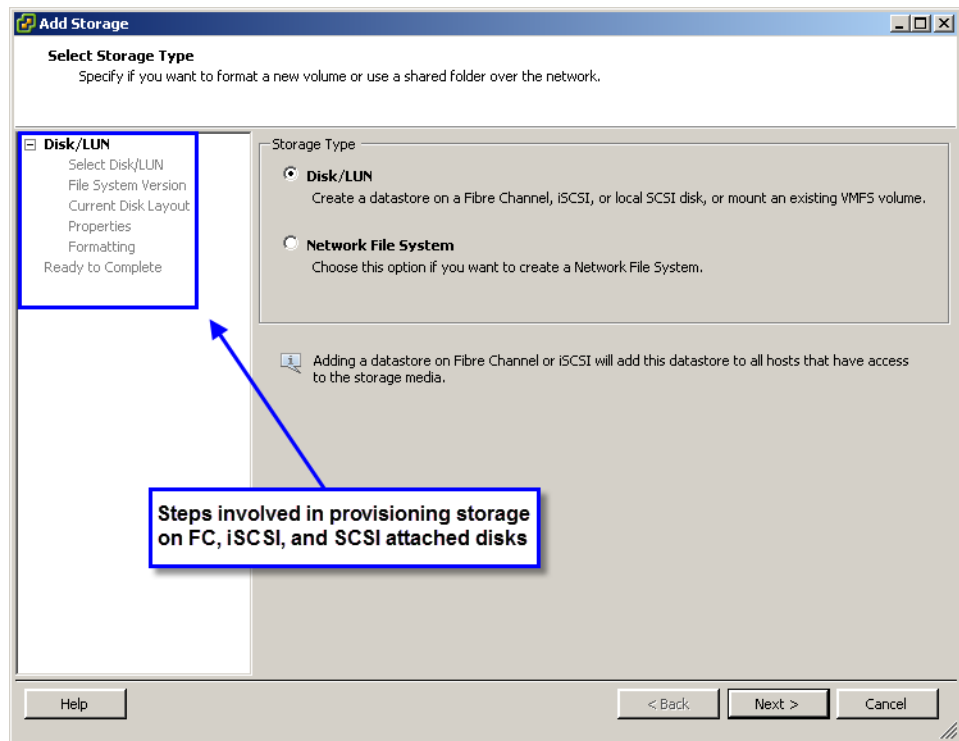 Add Storage
Select Storage Type
Specify if you want to format a new volume or use a shared folder over the network.
Disk/LUN
Select Disk/LUN
File System Version
Current Disk Layout
Properties
Formatting
Ready to Complete
Storage Type
Disk/LUN
Create a datastore on a Fibre Channel, iSCSI, or local SCSI disk, or mount an existing VMFS volume.
Network File System
Choose this option if you want to create a Network File System.
Adding a datastore on Fibre Channel or iSCSI will add this datastore to all hosts that have access
to the storage media.
Steps involved in provisioning storage
on FC, iSCSI, and SCSI attached disks
Help
< Back
Next >
Cancel